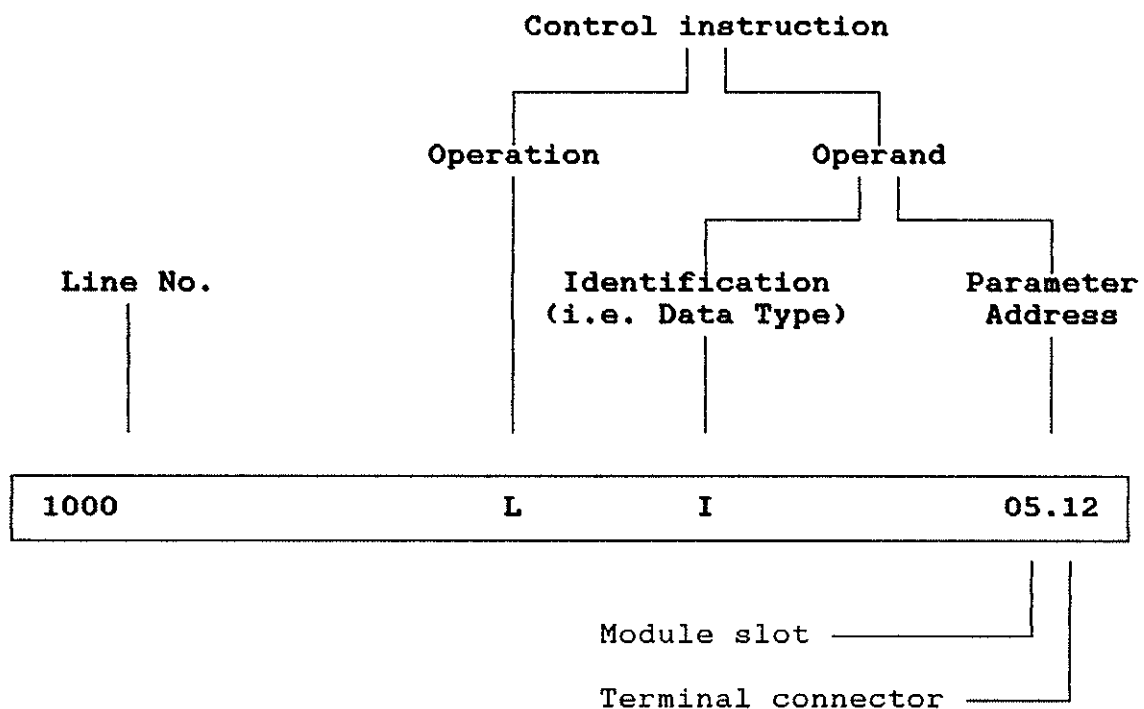 Control instruction
Operation Operand
Line No. Identification Parameter
(i.e. Data Type) Address
1000 L I 05.12
Module slot
Terminal connector